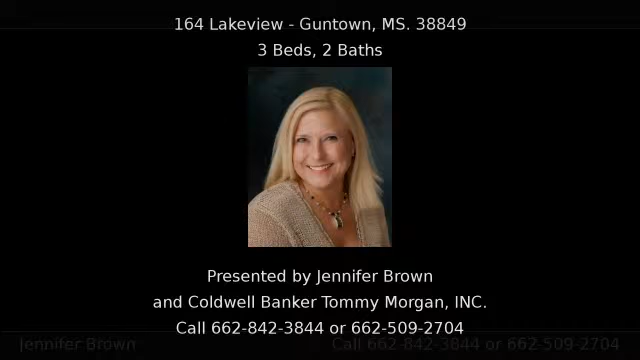 164 Lakeview - Guntown, MS. 38849
3 Beds, 2 Baths
Presented by Jennifer Brown
and Coldwell Banker Tommy Morgan, INC.
Call 662-842-3844 or 662-509-2704
Jennifer Brown
Call 662-842-3844 or 662-509-2704